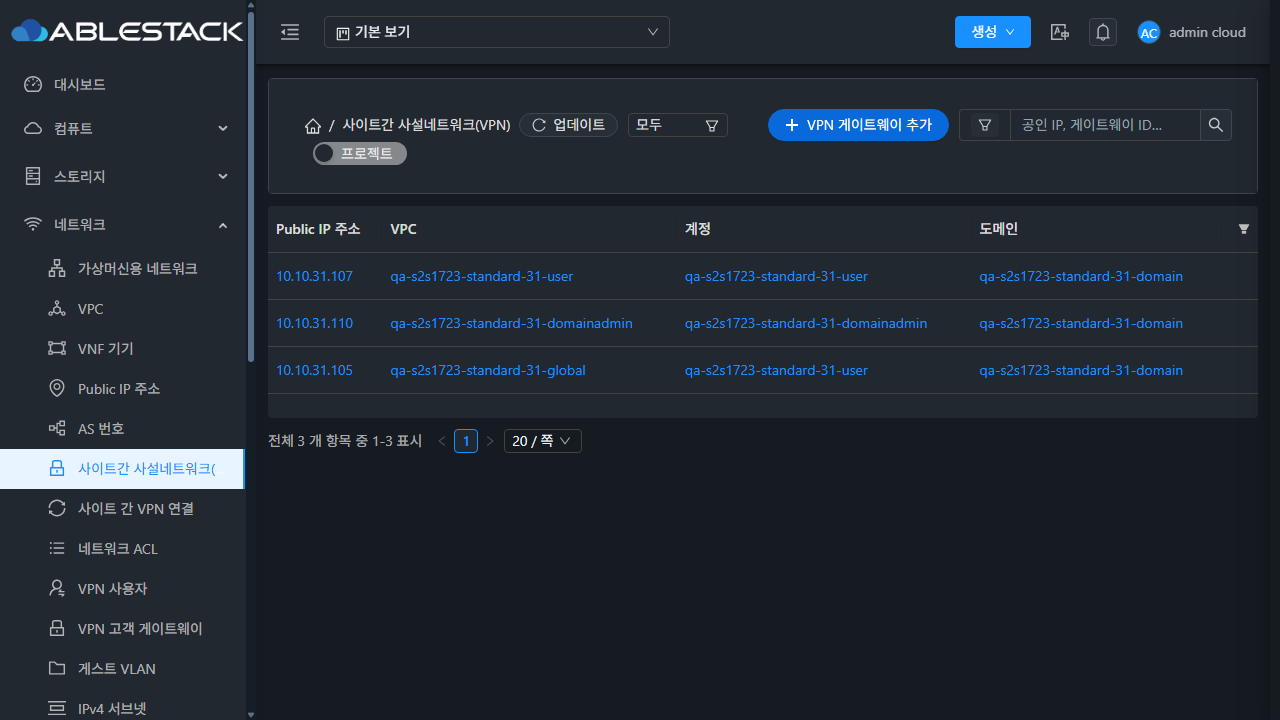 ABLESTACK
기본 보기
생성
AC
admin cloud
대시보드
컴퓨트
스토리지
네트워크
가상머신용 네트워크
VPC
VNF 기기
Public IP 주소
AS 번호
사이트간 사설네트워크(
사이트 간 VPN 연결
네트워크 ACL
VPN 사용자
VPN 고객 게이트웨이
게스트 VLAN
IPv4 서브넷
/ 사이트간 사설네트워크(VPN)
업데이트
모두
프로젝트
VPN 게이트웨이 추가
공인 IP, 게이트웨이 ID...
Public IP 주소 VPC 계정 도메인
10.10.31.107 qa-s2s1723-standard-31-user qa-s2s1723-standard-31-user qa-s2s1723-standard-31-domain
10.10.31.110 qa-s2s1723-standard-31-domainadmin qa-s2s1723-standard-31-domainadmin qa-s2s1723-standard-31-domain
10.10.31.105 qa-s2s1723-standard-31-global qa-s2s1723-standard-31-user qa-s2s1723-standard-31-domain
전체 3 개 항목 중 1-3 표시 1 20 / 쪽